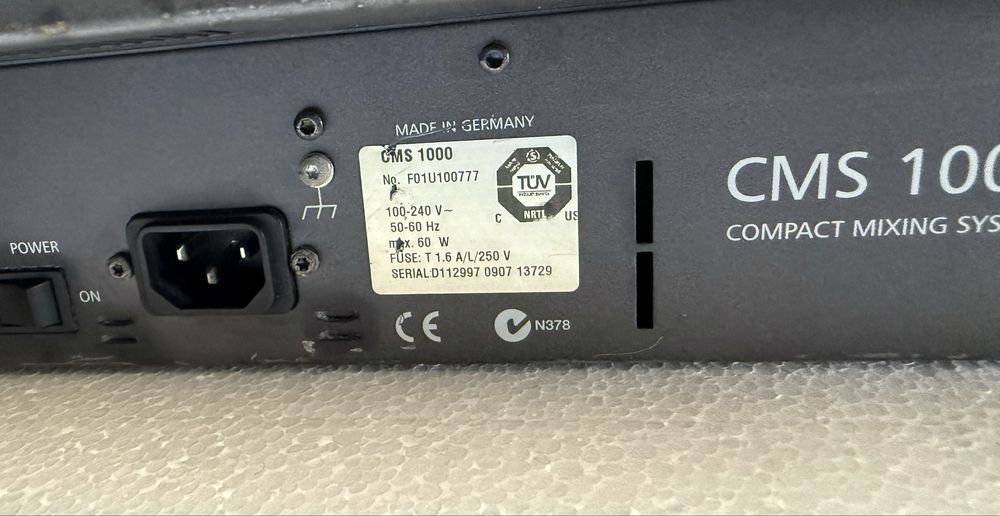 MADE IN GERMANY
CMS 1000
No. F01U100777
100-240 V~
50-60 Hz
max. 60 W
FUSE: T 1.6 A/L/250 V
SERIAL:D112997 0907 13729
TÜV
C NRTL US
POWER
ON
CE
N378
CMS 100
COMPACT MIXING SYS